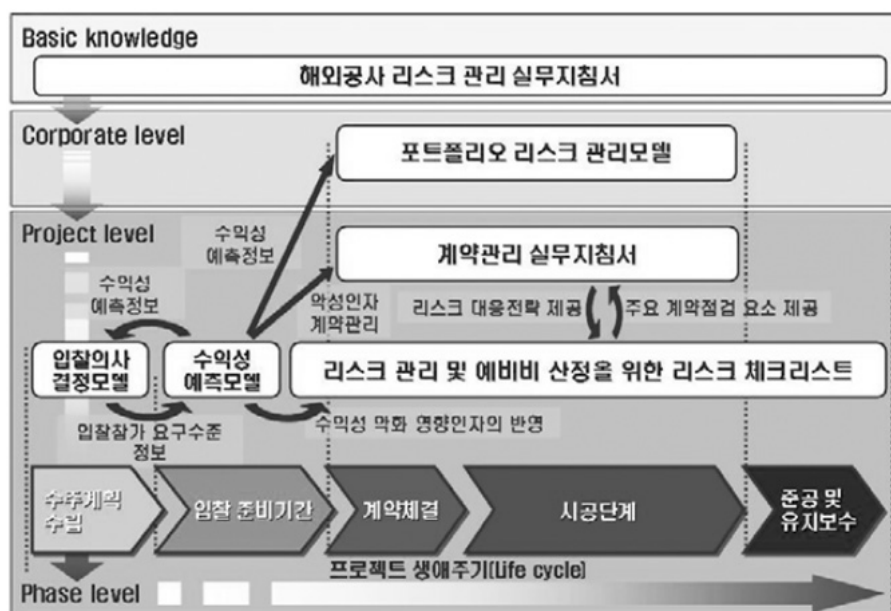 Basic knowledge
해외공사 리스크 관리 실무지침서
Corporate level
포트폴리오 리스크 관리모델
Project level
수익성
예측정보
계약관리 실무지침서
수익성
예측정보
악성인자
계약관리
리스크 대응전략 제공
주요 계약점검 요소 제공
입찰의사
결정모델
수익성
예측모델
리스크 관리 및 예비비 산정을 위한 리스크 체크리스트
입찰참가 요구수준
정보
수익성 악화 영향인자의 반영
수주계획
수립
입찰 준비기간
계약체결
시공단계
준공 및
유지보수
프로젝트 생애주기(Life cycle)
Phase level